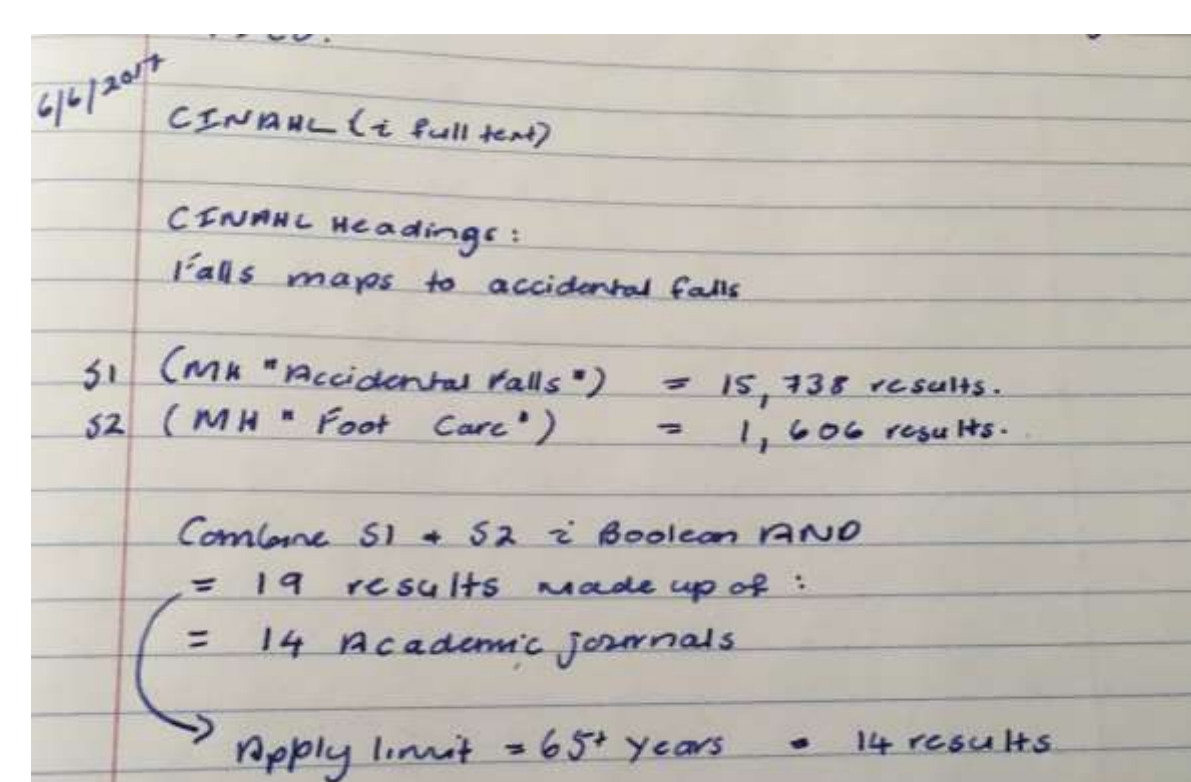 6/6/2017
CINAHL (c̄ full text)
CINAHL Headings:
Falls maps to accidental falls
S1 (MH "Accidental Falls") = 15,738 results.
S2 (MH "Foot Care") = 1,606 results.
Combine S1 + S2 c̄ Boolean AND
= 19 results made up of:
= 14 Academic journals
Apply limit = 65+ years = 14 results